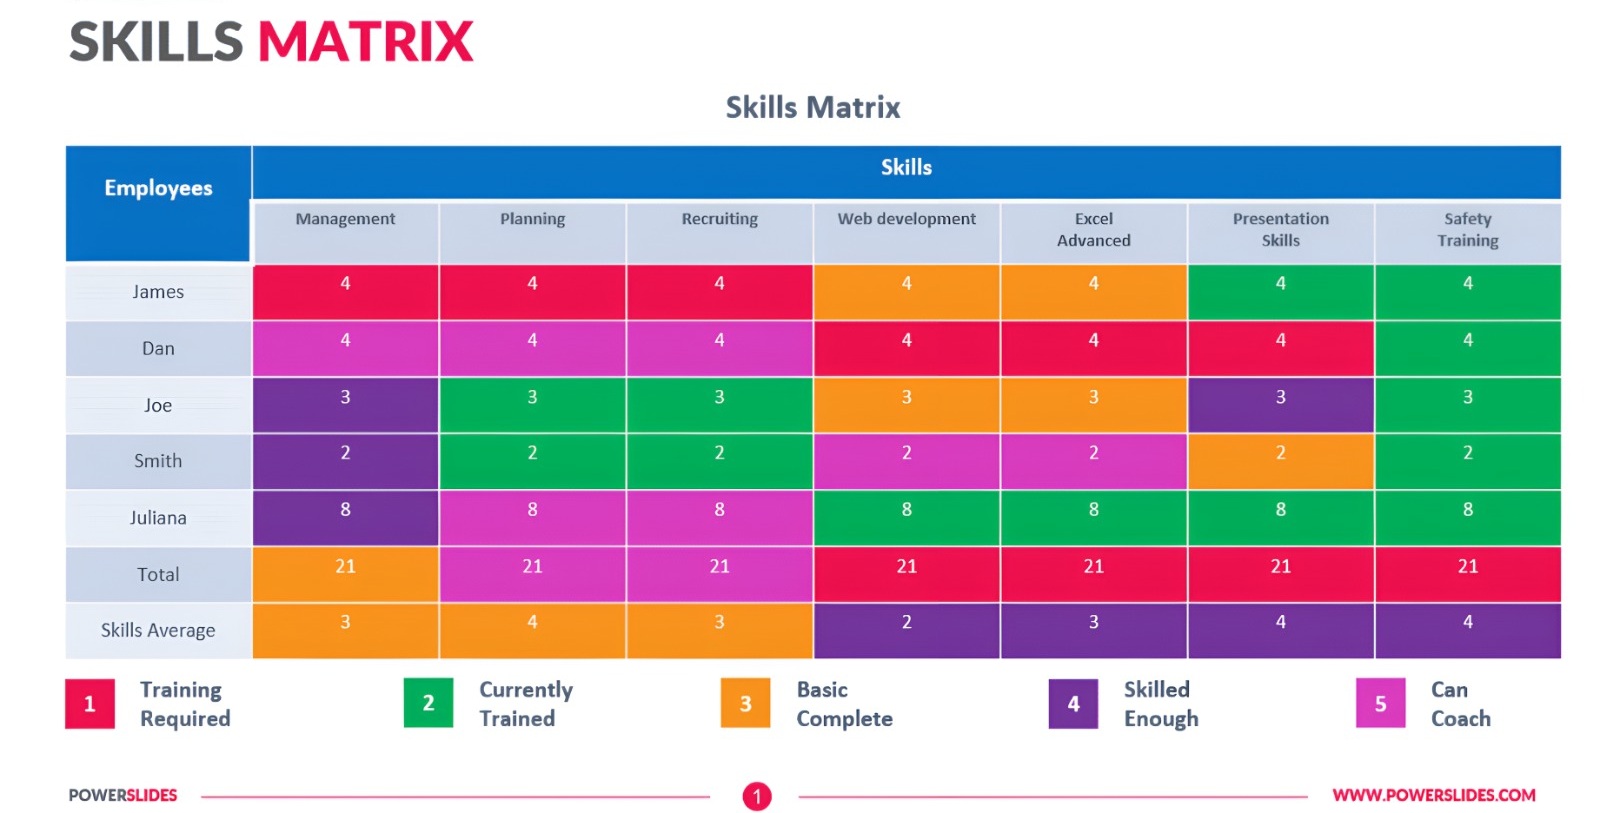 SKILLS MATRIX
Skills Matrix
Employees Skills
Management Planning Recruiting Web development Excel Advanced Presentation Skills Safety Training
James 4 4 4 4 4 4 4
Dan 4 4 4 4 4 4 4
Joe 3 3 3 3 3 3 3
Smith 2 2 2 2 2 2 2
Juliana 8 8 8 8 8 8 8
Total 21 21 21 21 21 21 21
Skills Average 3 4 3 2 3 4 4
1 Training Required
2 Currently Trained
3 Basic Complete
4 Skilled Enough
5 Can Coach
POWERSLIDES 1 WWW.POWERSLIDES.COM